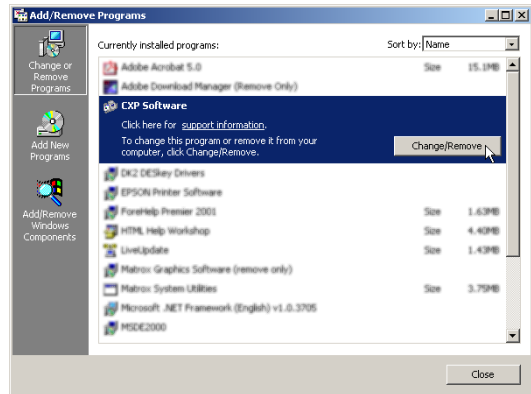 Add/Remove Programs
Change or
Remove
Programs
Add New
Programs
Add/Remove
Windows
Components
Currently installed programs:
Sort by: Name
Adobe Acrobat 5.0 Size 15.1MB
Adobe Download Manager (Remove Only)
CXP Software
Click here for support information.
To change this program or remove it from your
computer, click Change/Remove.
Change/Remove
DK2 DESkey Drivers
EPSON Printer Software
ForeHelp Premier 2001 Size 1.63MB
HTML Help Workshop Size 4.40MB
LiveUpdate Size 1.43MB
Matrox Graphics Software (remove only)
Matrox System Utilities Size 3.75MB
Microsoft .NET Framework (English) v1.0.3705
MSDE2000
Close